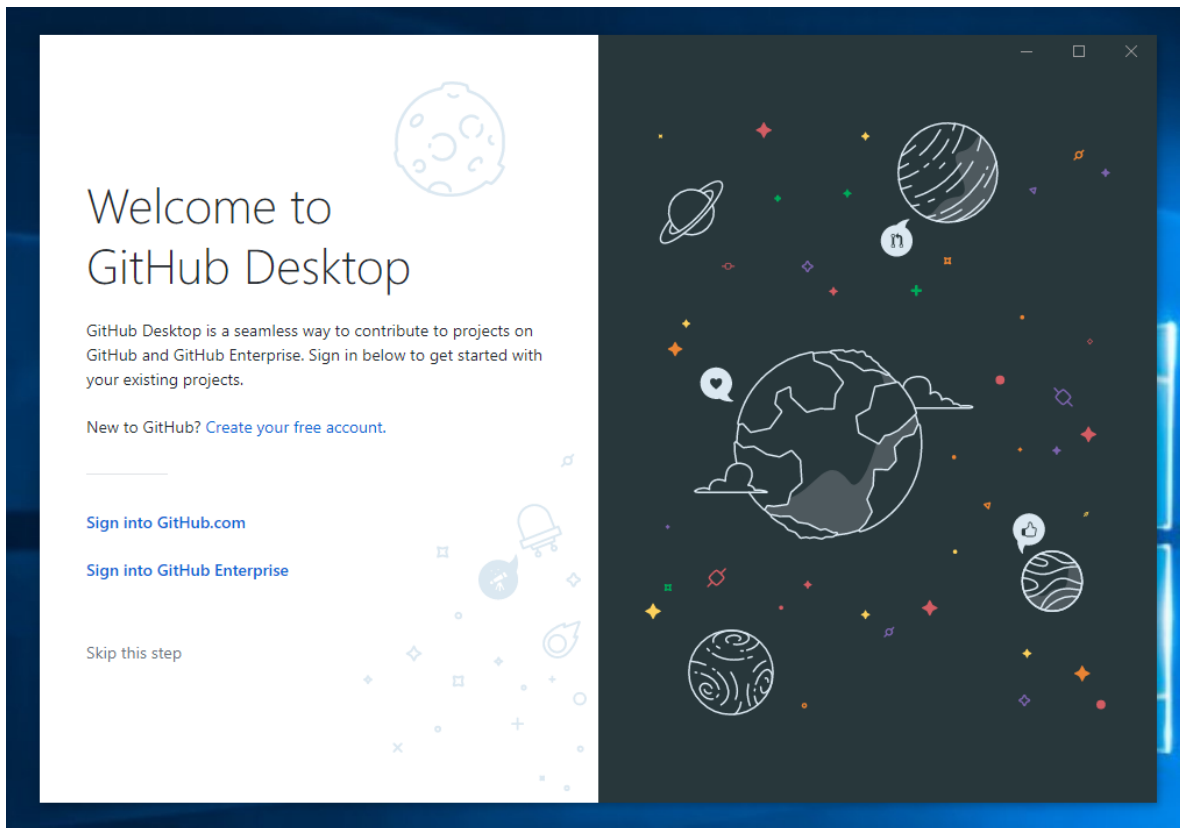 Welcome to
GitHub Desktop
GitHub Desktop is a seamless way to contribute to projects on
GitHub and GitHub Enterprise. Sign in below to get started with
your existing projects.
New to GitHub? Create your free account.
Sign into GitHub.com
Sign into GitHub Enterprise
Skip this step